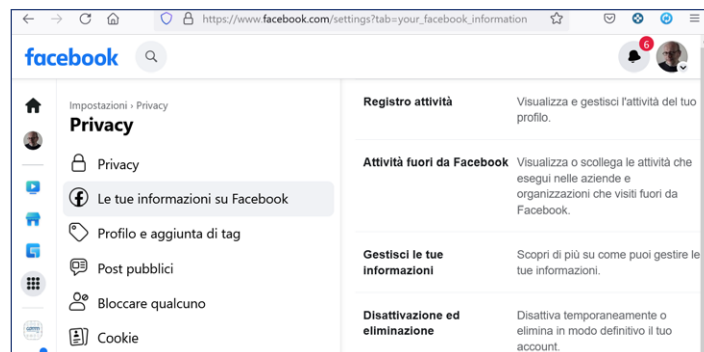 https://www.facebook.com/settings?tab=your_facebook_information
facebook
6
Impostazioni › Privacy
Privacy
Privacy
Le tue informazioni su Facebook
Profilo e aggiunta di tag
Post pubblici
Bloccare qualcuno
Cookie
Registro attività
Visualizza e gestisci l'attività del tuo
profilo.
Attività fuori da Facebook
Visualizza o scollega le attività che
esegui nelle aziende e
organizzazioni che visiti fuori da
Facebook.
Gestisci le tue
informazioni
Scopri di più su come puoi gestire le
tue informazioni.
Disattivazione ed
eliminazione
Disattiva temporaneamente o
elimina in modo definitivo il tuo
account.